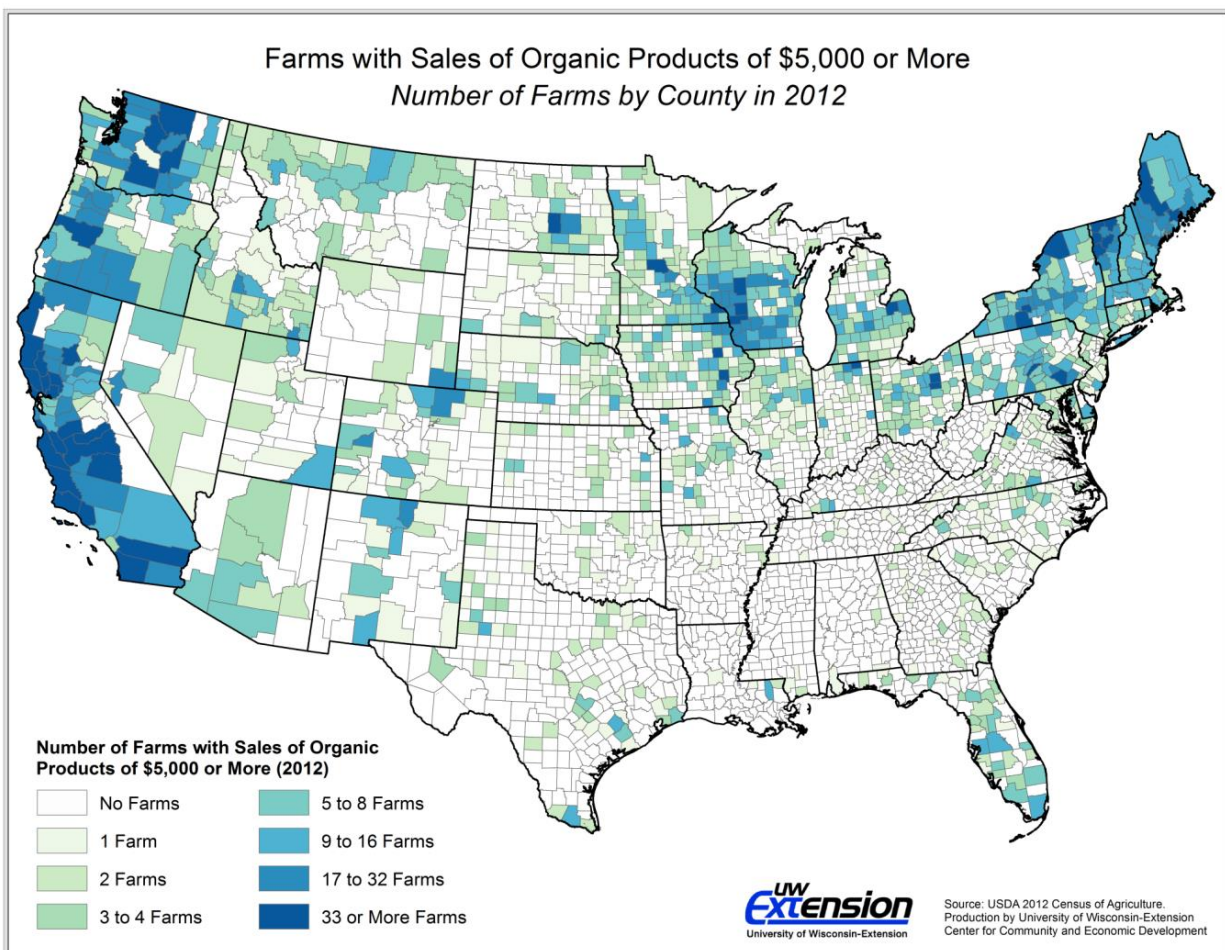 Farms with Sales of Organic Products of $5,000 or More
Number of Farms by County in 2012
Number of Farms with Sales of Organic
Products of $5,000 or More (2012)
No Farms
1 Farm
2 Farms
3 to 4 Farms
5 to 8 Farms
9 to 16 Farms
17 to 32 Farms
33 or More Farms
UW
Extension
University of Wisconsin-Extension
Source: USDA 2012 Census of Agriculture.
Production by University of Wisconsin-Extension
Center for Community and Economic Development